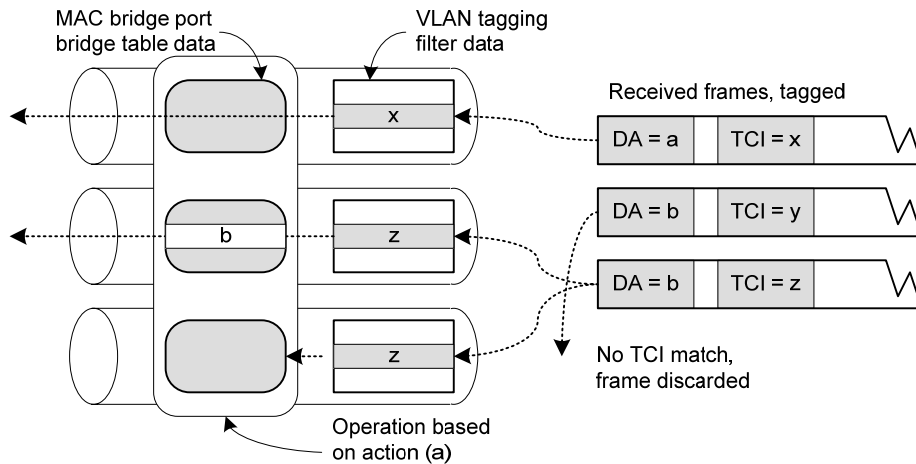 MAC bridge port
bridge table data
VLAN tagging
filter data
Received frames, tagged
x
DA = a
TCI = x
b
z
DA = b
TCI = y
DA = b
TCI = z
z
No TCI match,
frame discarded
Operation based
on action (a)